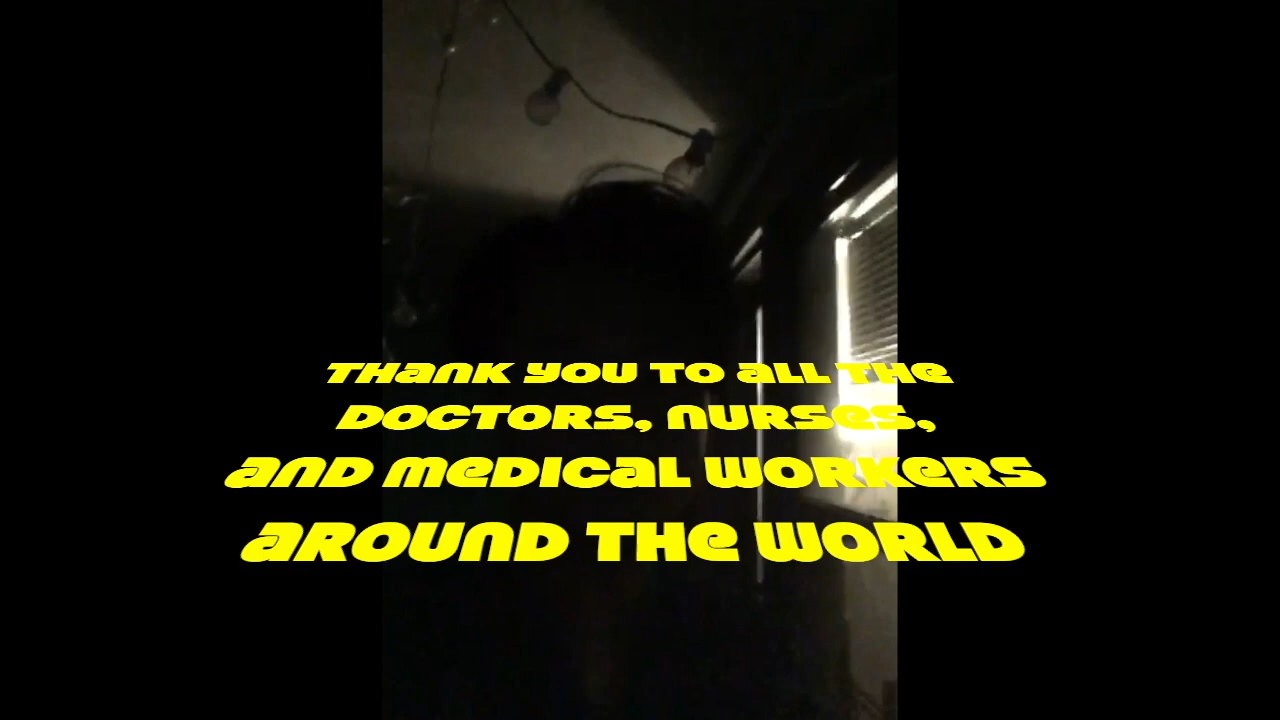 THANK YOU TO ALL THE
DOCTORS, NURSES,
AND MEDICAL WORKERS
AROUND THE WORLD